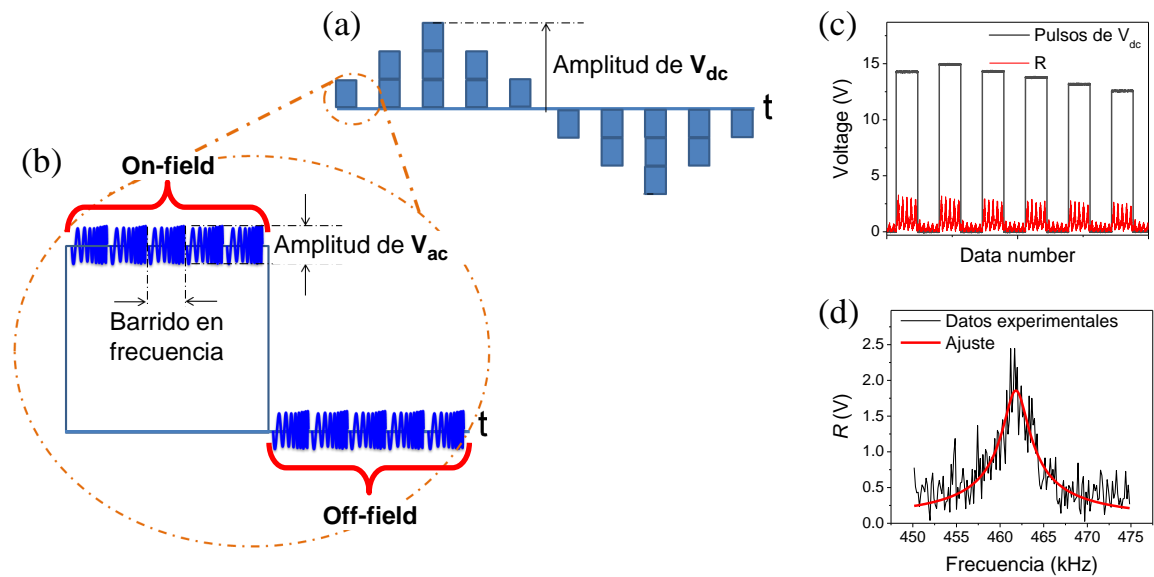 (a)
Amplitud de Vdc
t
(b)
On-field
Amplitud de Vac
Barrido en
frecuencia
t
Off-field
(c)
Pulsos de Vdc
R
15
10
5
0
Voltage (V)
Data number
(d)
Datos experimentales
Ajuste
2.5
2.0
1.5
1.0
0.5
0.0
R (V)
450 455 460 465 470 475
Frecuencia (kHz)